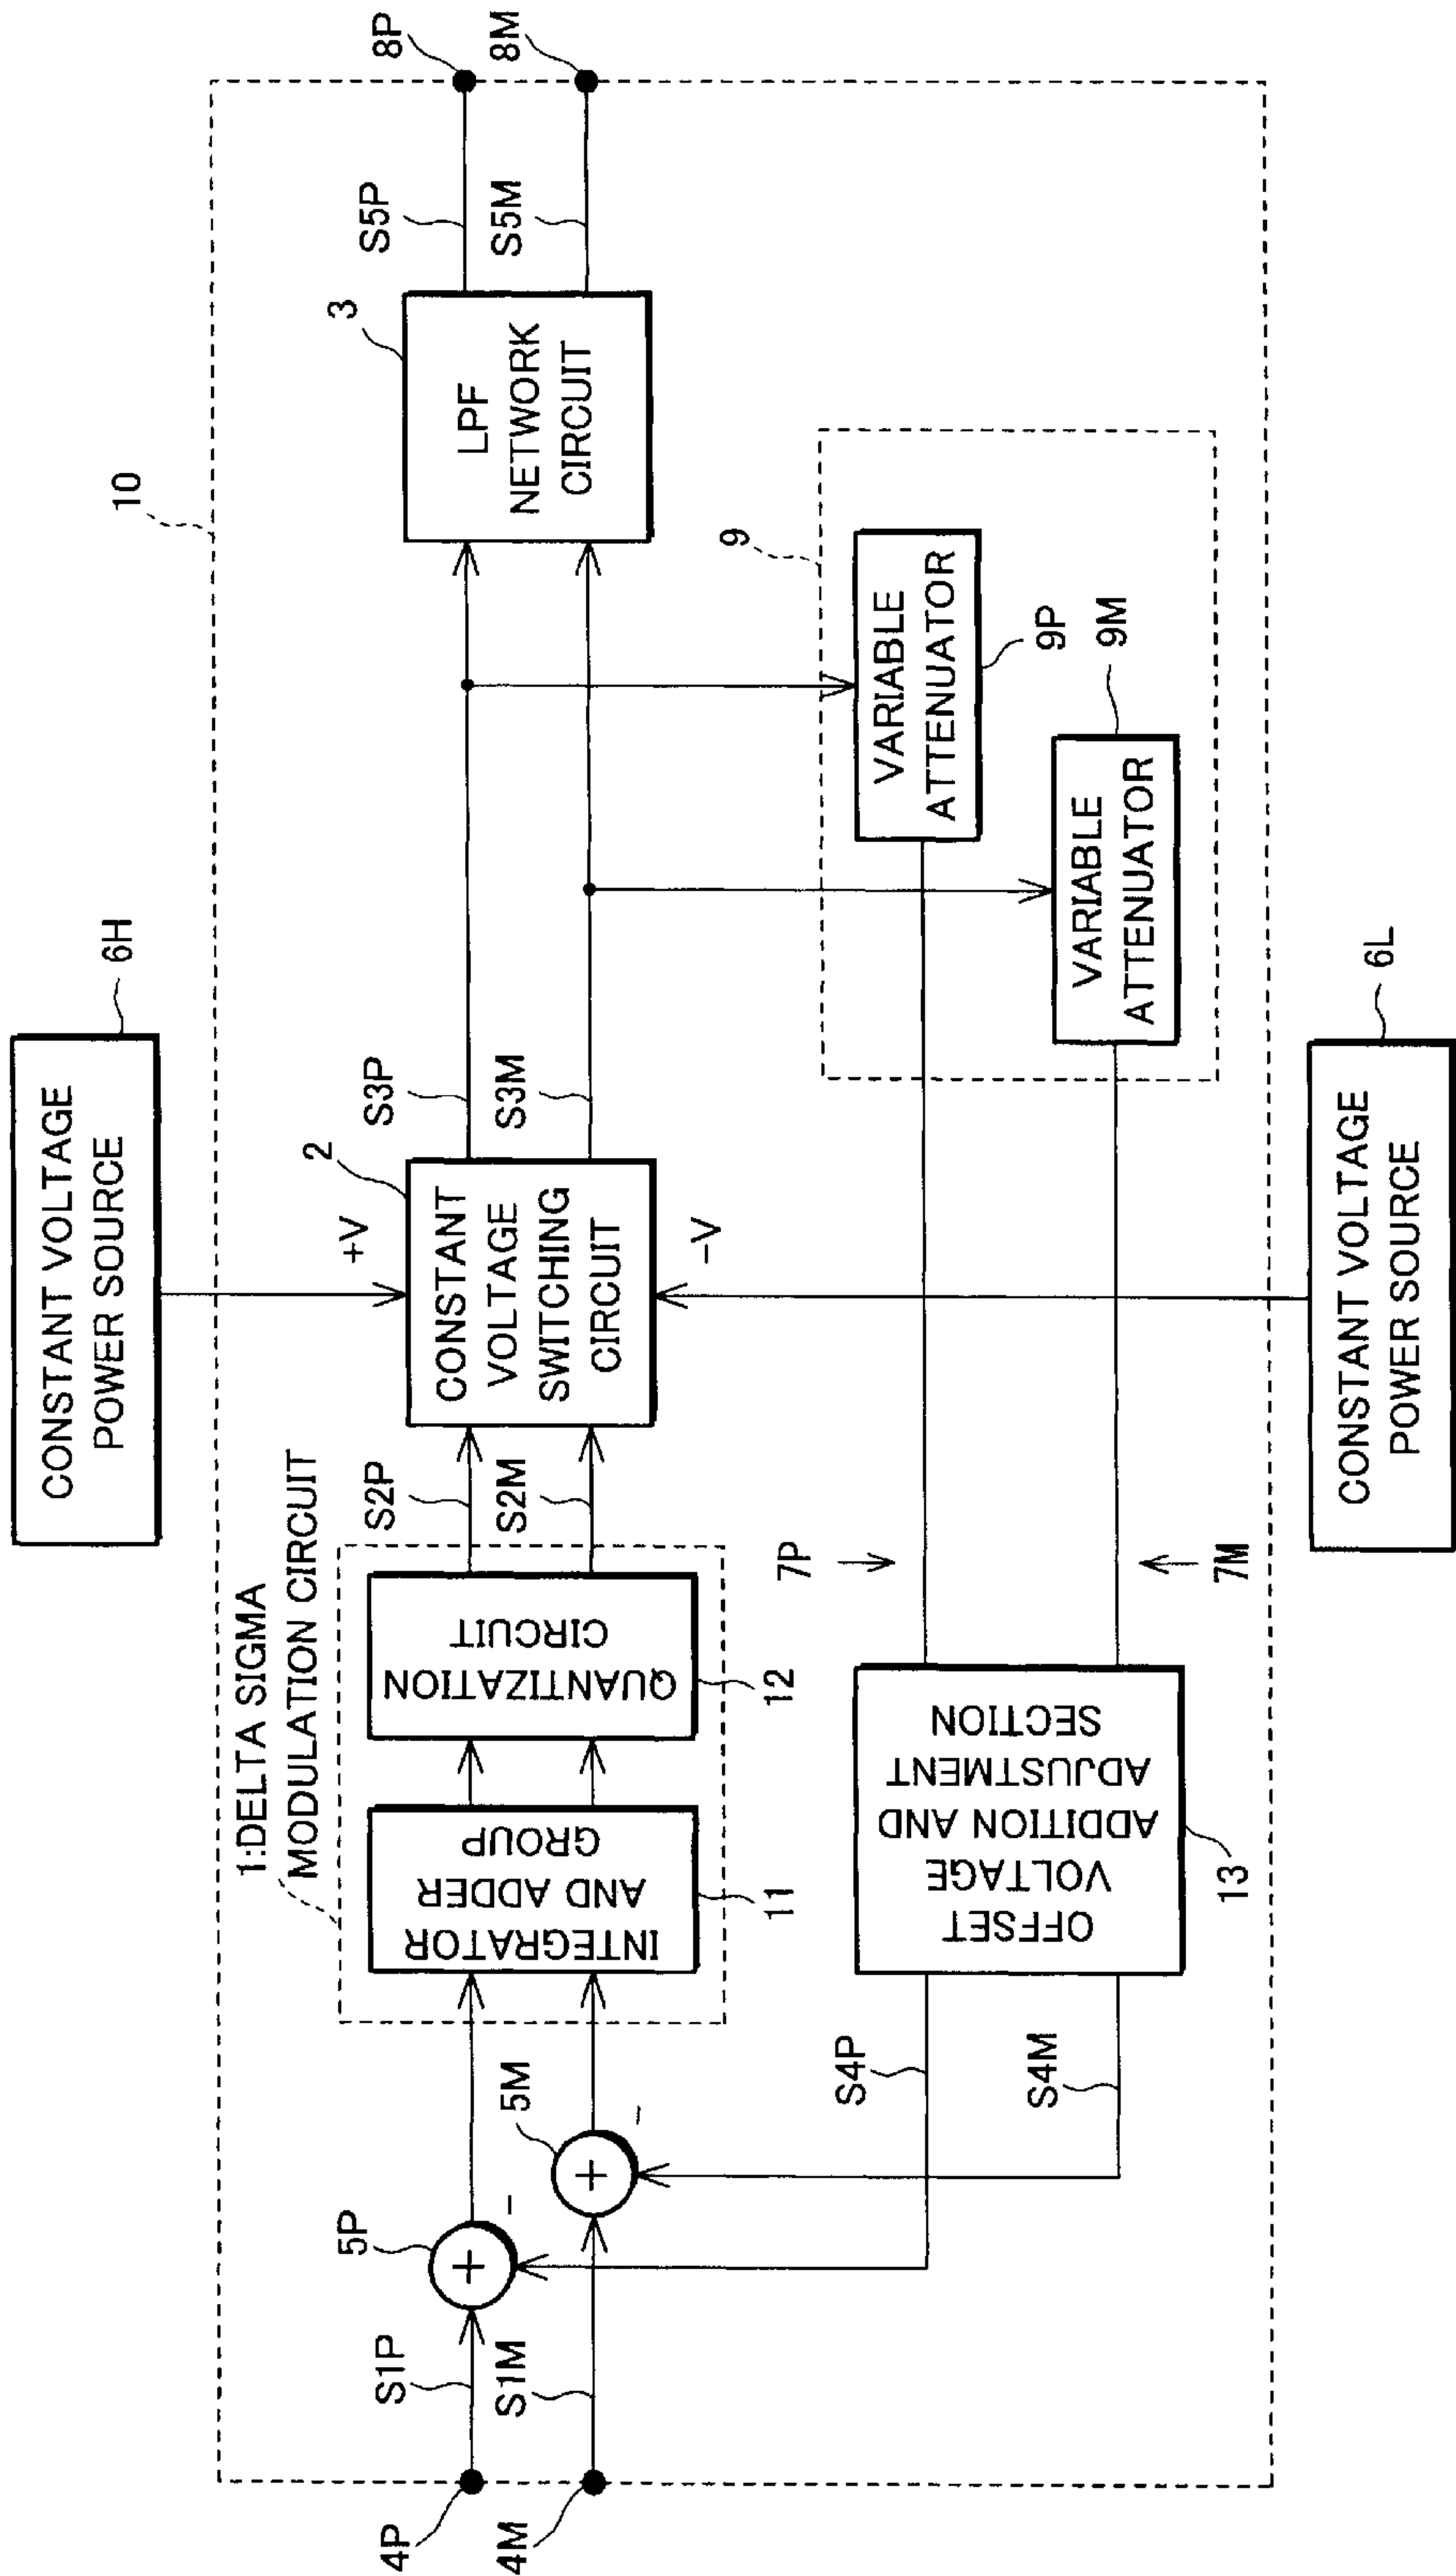 CONSTANT VOLTAGE
POWER SOURCE
6H
10
1:DELTA SIGMA
MODULATION CIRCUIT
4P
S1P
5P
-
+
4M
S1M
5M
-
+
INTEGRATOR
AND ADDER
GROUP
11
QUANTIZATION
CIRCUIT
12
S2P
S2M
+V
2
CONSTANT
VOLTAGE
SWITCHING
CIRCUIT
-V
S3P
S3M
3
LPF
NETWORK
CIRCUIT
S5P
S5M
8P
8M
S4P
S4M
OFFSET
VOLTAGE
ADDITION AND
ADJUSTMENT
SECTION
13
7P
7M
9
VARIABLE
ATTENUATOR
9P
VARIABLE
ATTENUATOR
9M
CONSTANT VOLTAGE
POWER SOURCE
6L